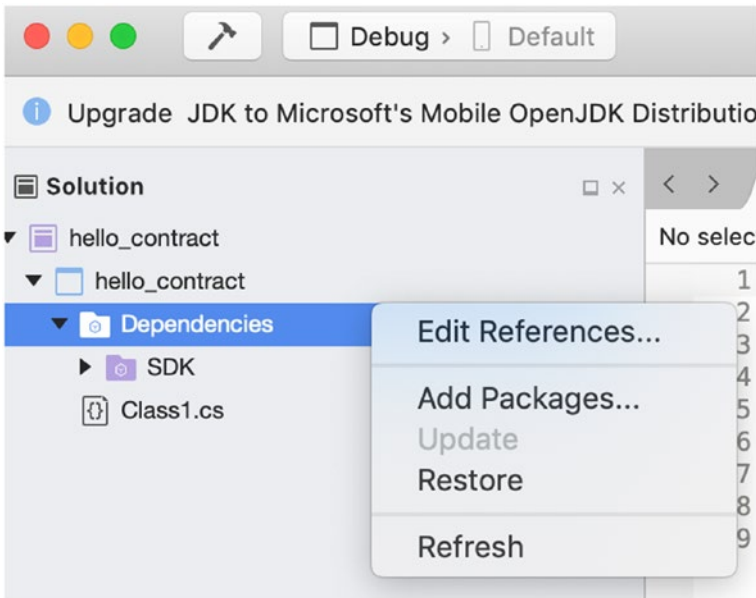 Debug › Default
Upgrade JDK to Microsoft's Mobile OpenJDK Distributio
Solution
No selec
hello_contract
hello_contract
Dependencies
SDK
Class1.cs
Edit References...
Add Packages...
Update
Restore
Refresh
1
2
3
4
5
6
7
8
9